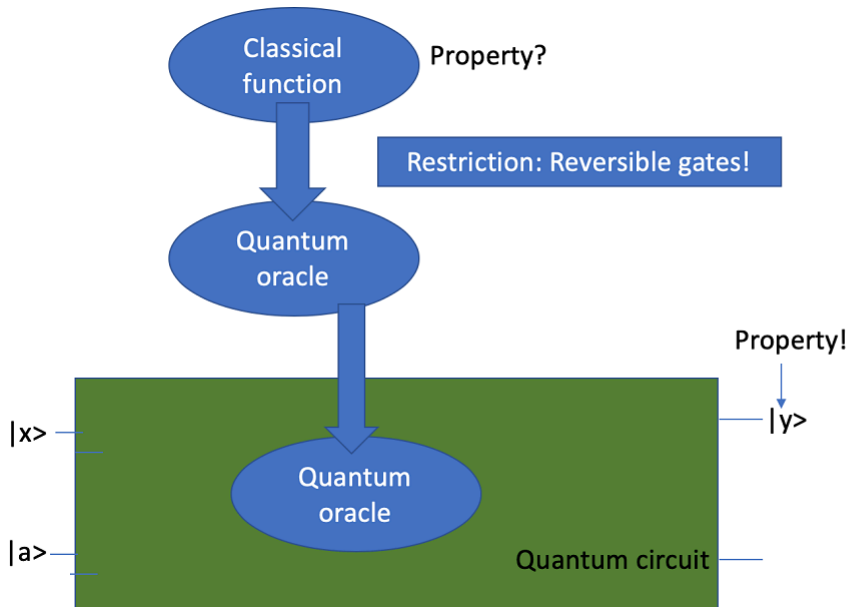 Classical
function
Property?
Restriction: Reversible gates!
Quantum
oracle
Property!
|x>
|y>
Quantum
oracle
|a>
Quantum circuit